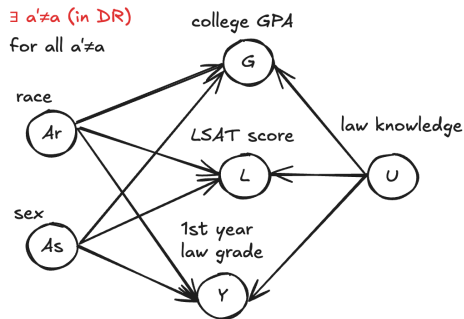 ∃ a'≠a (in DR)
for all a'≠a
college GPA
G
race
Ar
LSAT score
L
law knowledge
U
sex
As
1st year
law grade
Y